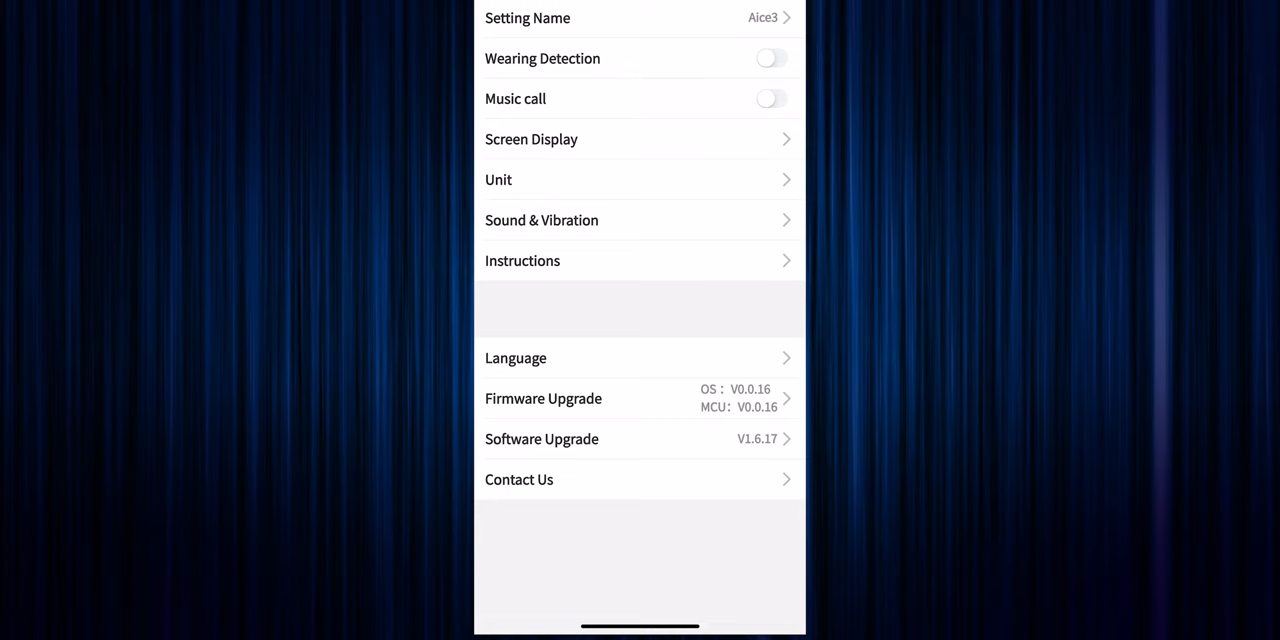 Setting Name Aice3
Wearing Detection
Music call
Screen Display
Unit
Sound & Vibration
Instructions
Language
Firmware Upgrade OS： V0.0.16
MCU： V0.0.16
Software Upgrade V1.6.17
Contact Us